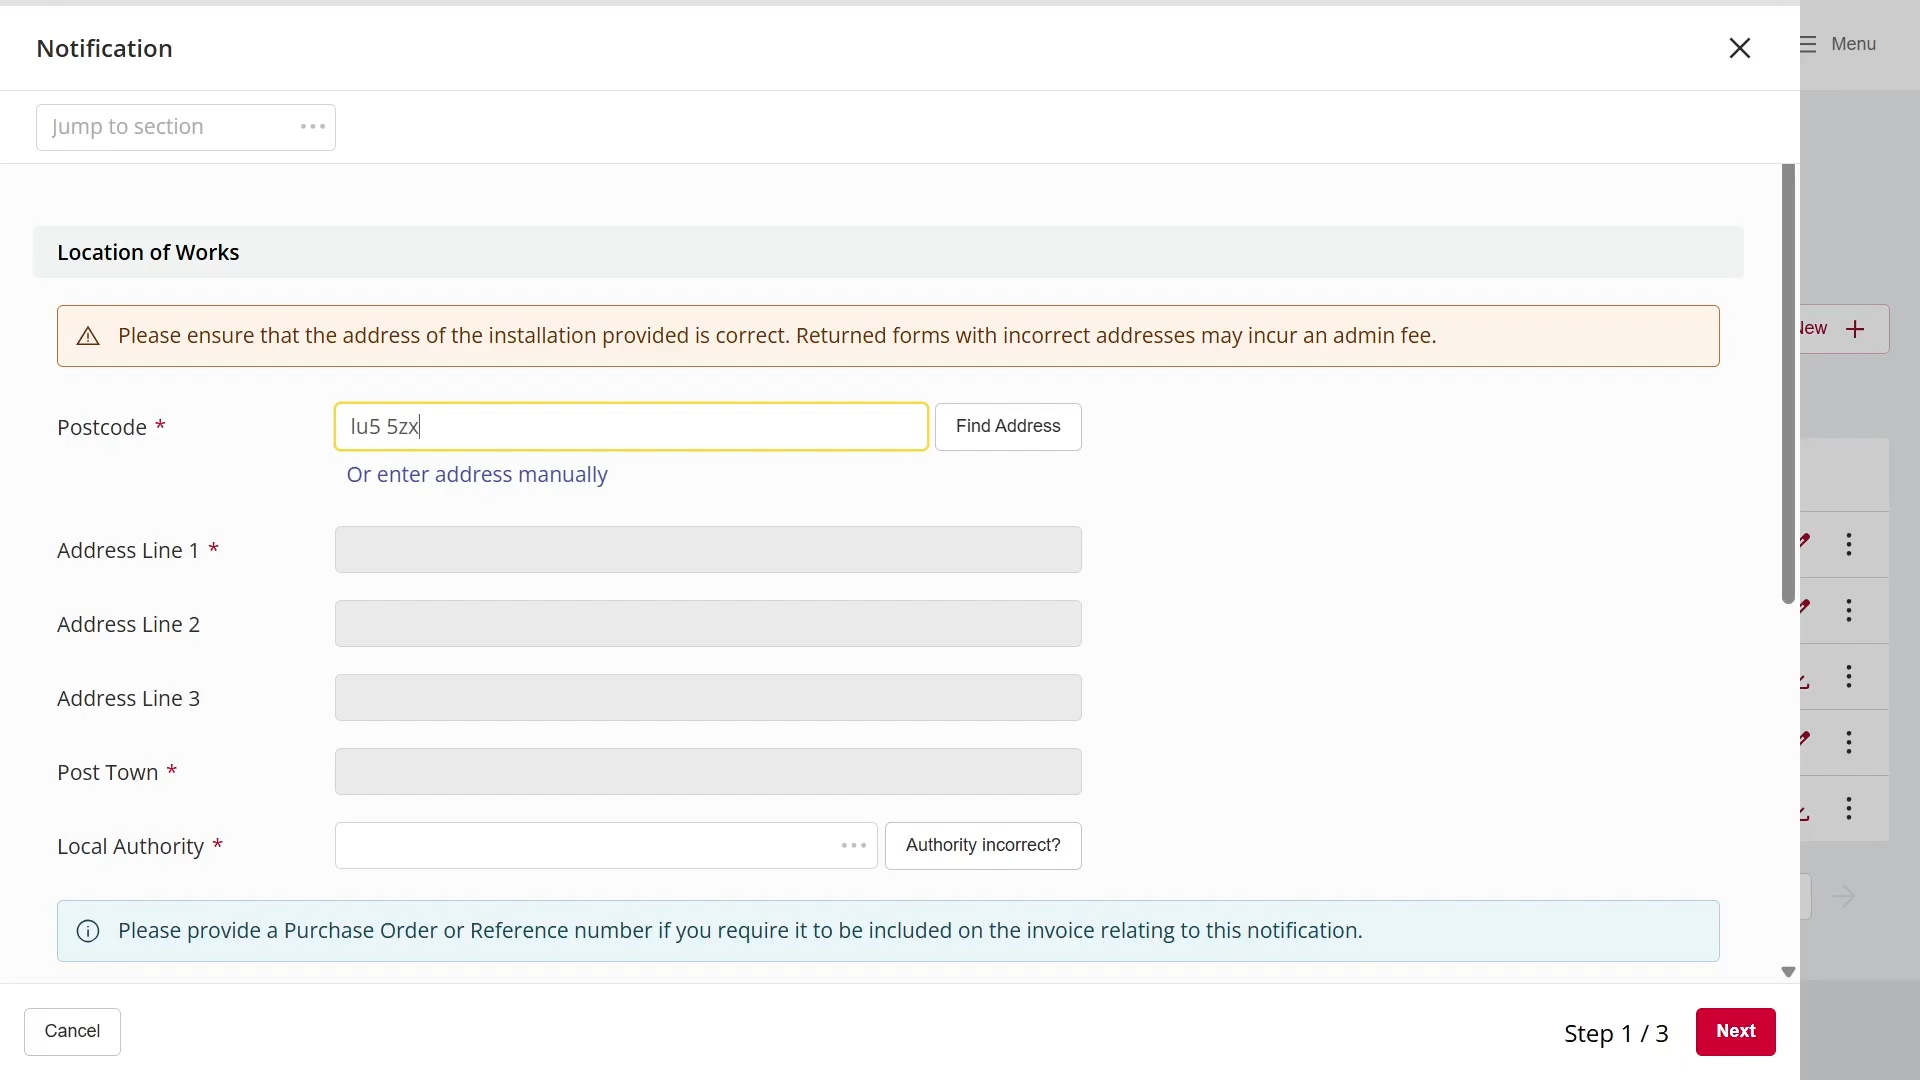 Notification
Menu
Jump to section
Location of Works
Please ensure that the address of the installation provided is correct. Returned forms with incorrect addresses may incur an admin fee.
New
Postcode *
lu5 5zx
Find Address
Or enter address manually
Address Line 1 *
Address Line 2
Address Line 3
Post Town *
Local Authority *
Authority incorrect?
Please provide a Purchase Order or Reference number if you require it to be included on the invoice relating to this notification.
Cancel
Step 1 / 3
Next